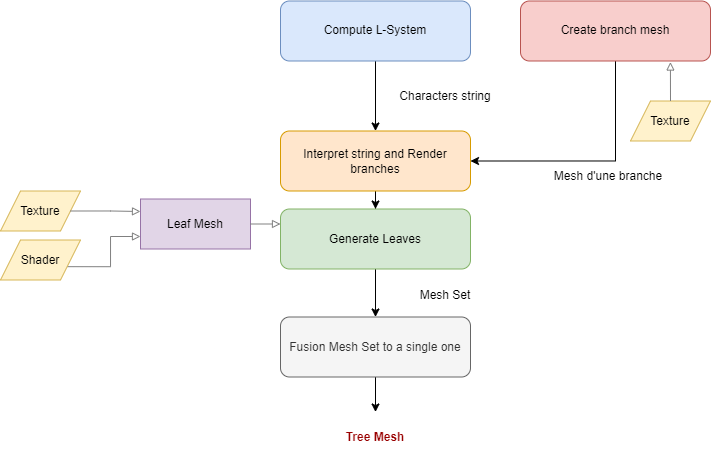 Compute L-System
Create branch mesh
Characters string
Texture
Interpret string and Render
branches
Mesh d'une branche
Texture
Leaf Mesh
Generate Leaves
Shader
Mesh Set
Fusion Mesh Set to a single one
Tree Mesh